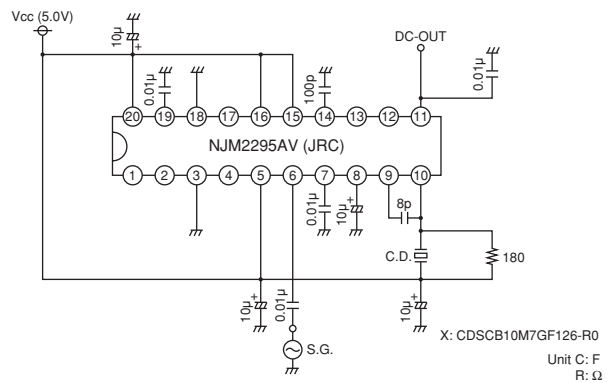 Vcc (5.0V)
10µ
+
DC-OUT
0.01µ
0.01µ
100p
20 19 18 17 16 15 14 13 12 11
NJM2295AV (JRC)
1 2 3 4 5 6 7 8 9 10
0.01µ
10µ
+
8p
C.D.
180
10µ
+
0.01µ
10µ
+
S.G.
X: CDSCB10M7GF126-R0
Unit C: F
R: Ω